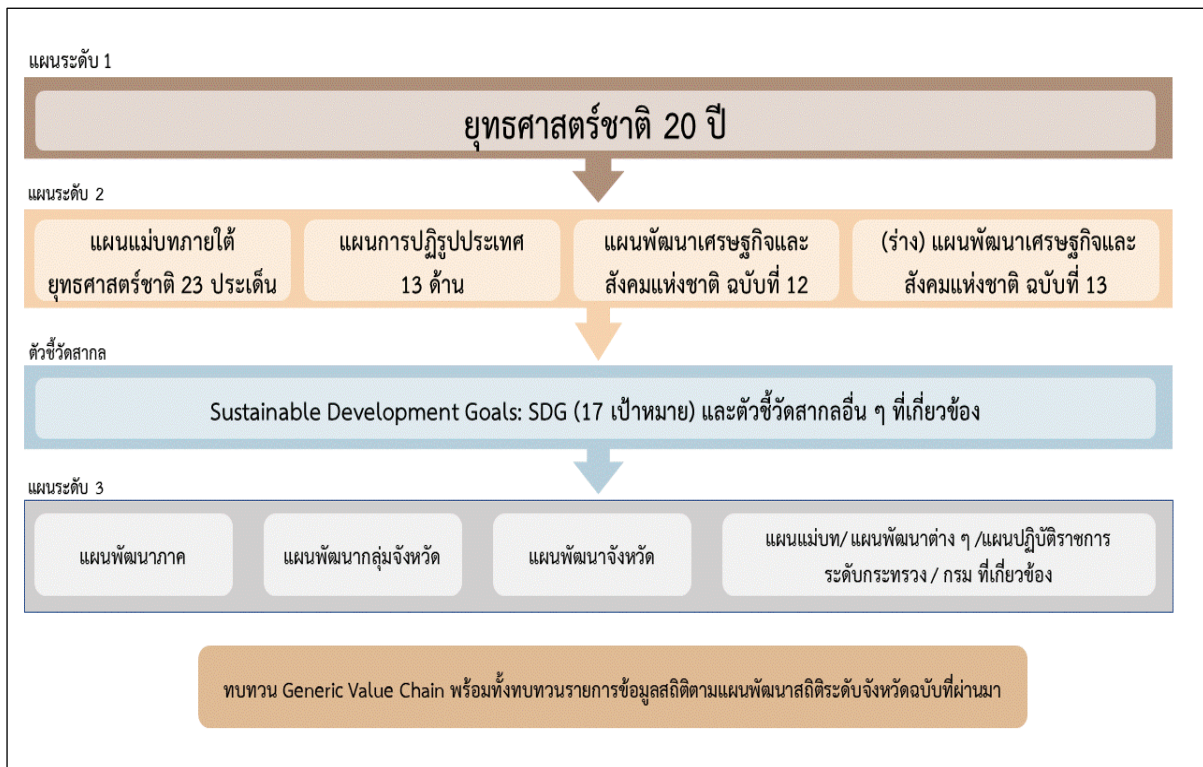 แผนระดับ 1
ยุทธศาสตร์ชาติ 20 ปี
แผนระดับ 2
แผนแม่บทภายใต้
ยุทธศาสตร์ชาติ 23 ประเด็น
แผนการปฏิรูปประเทศ
13 ด้าน
แผนพัฒนาเศรษฐกิจและ
สังคมแห่งชาติ ฉบับที่ 12
(ร่าง) แผนพัฒนาเศรษฐกิจและ
สังคมแห่งชาติ ฉบับที่ 13
ตัวชี้วัดสากล
Sustainable Development Goals: SDG (17 เป้าหมาย) และตัวชี้วัดสากลอื่น ๆ ที่เกี่ยวข้อง
แผนระดับ 3
แผนพัฒนาภาค
แผนพัฒนากลุ่มจังหวัด
แผนพัฒนาจังหวัด
แผนแม่บท/ แผนพัฒนาต่าง ๆ /แผนปฏิบัติราชการ
ระดับกระทรวง / กรม ที่เกี่ยวข้อง
ทบทวน Generic Value Chain พร้อมทั้งทบทวนรายการข้อมูลสถิติตามแผนพัฒนาสถิติระดับจังหวัดฉบับที่ผ่านมา